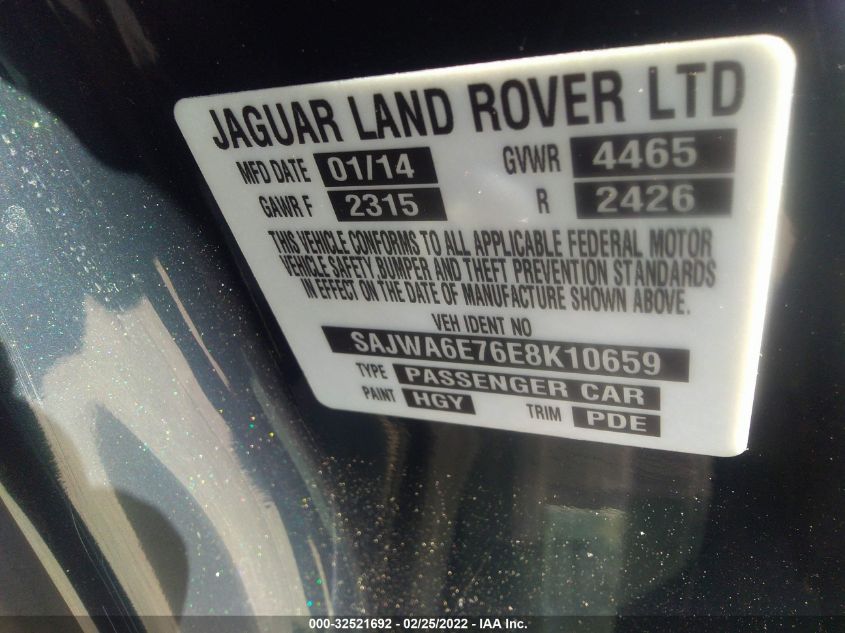 JAGUAR LAND ROVER LTD
MFD DATE 01/14 GVWR 4465
GAWR F 2315 R 2426
THIS VEHICLE CONFORMS TO ALL APPLICABLE FEDERAL MOTOR
VEHICLE SAFETY BUMPER AND THEFT PREVENTION STANDARDS
IN EFFECT ON THE DATE OF MANUFACTURE SHOWN ABOVE.
VEH IDENT NO
SAJWA6E76E8K10659
TYPE PASSENGER CAR
PAINT HGY TRIM PDE
000-32521692 - 02/25/2022 - IAA Inc.